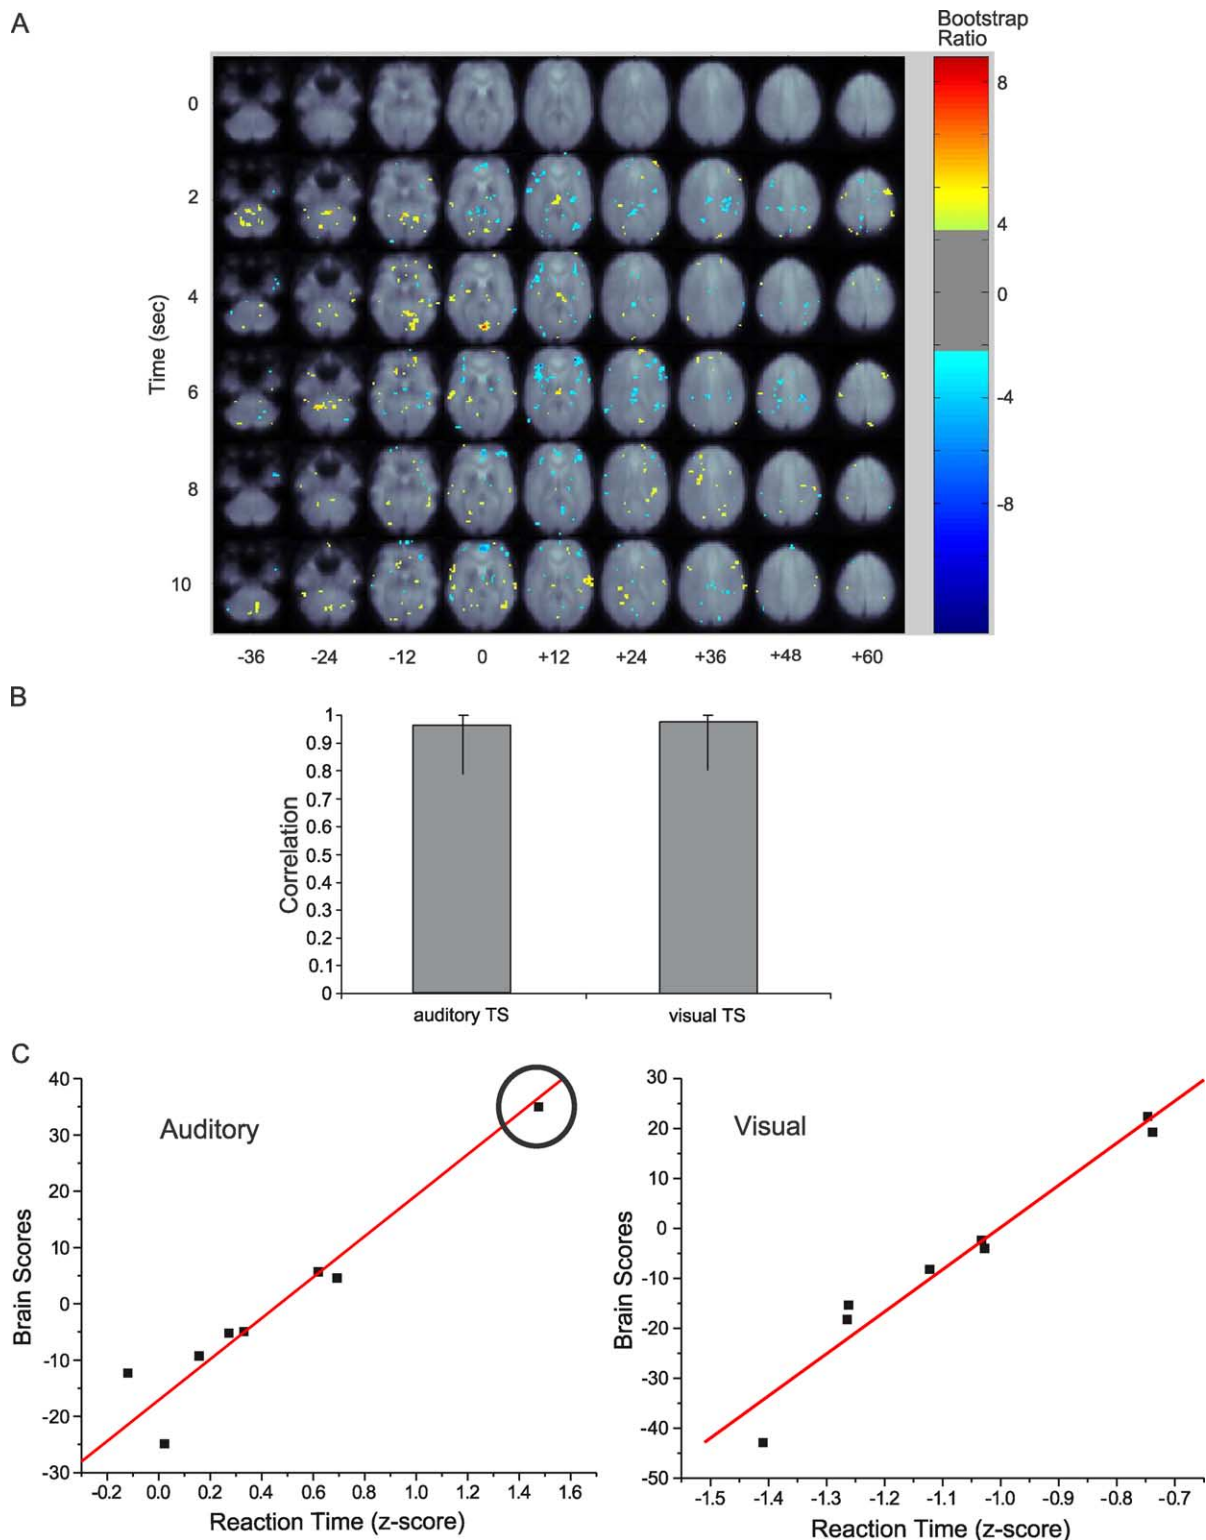 A
Bootstrap
Ratio
8
4
0
-4
-8
Time (sec)
0
2
4
6
8
10
-36 -24 -12 0 +12 +24 +36 +48 +60
B
Correlation
1
0.9
0.8
0.7
0.6
0.5
0.4
0.3
0.2
0.1
0
auditory TS visual TS
C
Auditory
Brain Scores
40
30
20
10
0
-10
-20
-30
-0.2 0.0 0.2 0.4 0.6 0.8 1.0 1.2 1.4 1.6
Reaction Time (z-score)
Visual
Brain Scores
30
20
10
0
-10
-20
-30
-40
-50
-1.5 -1.4 -1.3 -1.2 -1.1 -1.0 -0.9 -0.8 -0.7
Reaction Time (z-score)